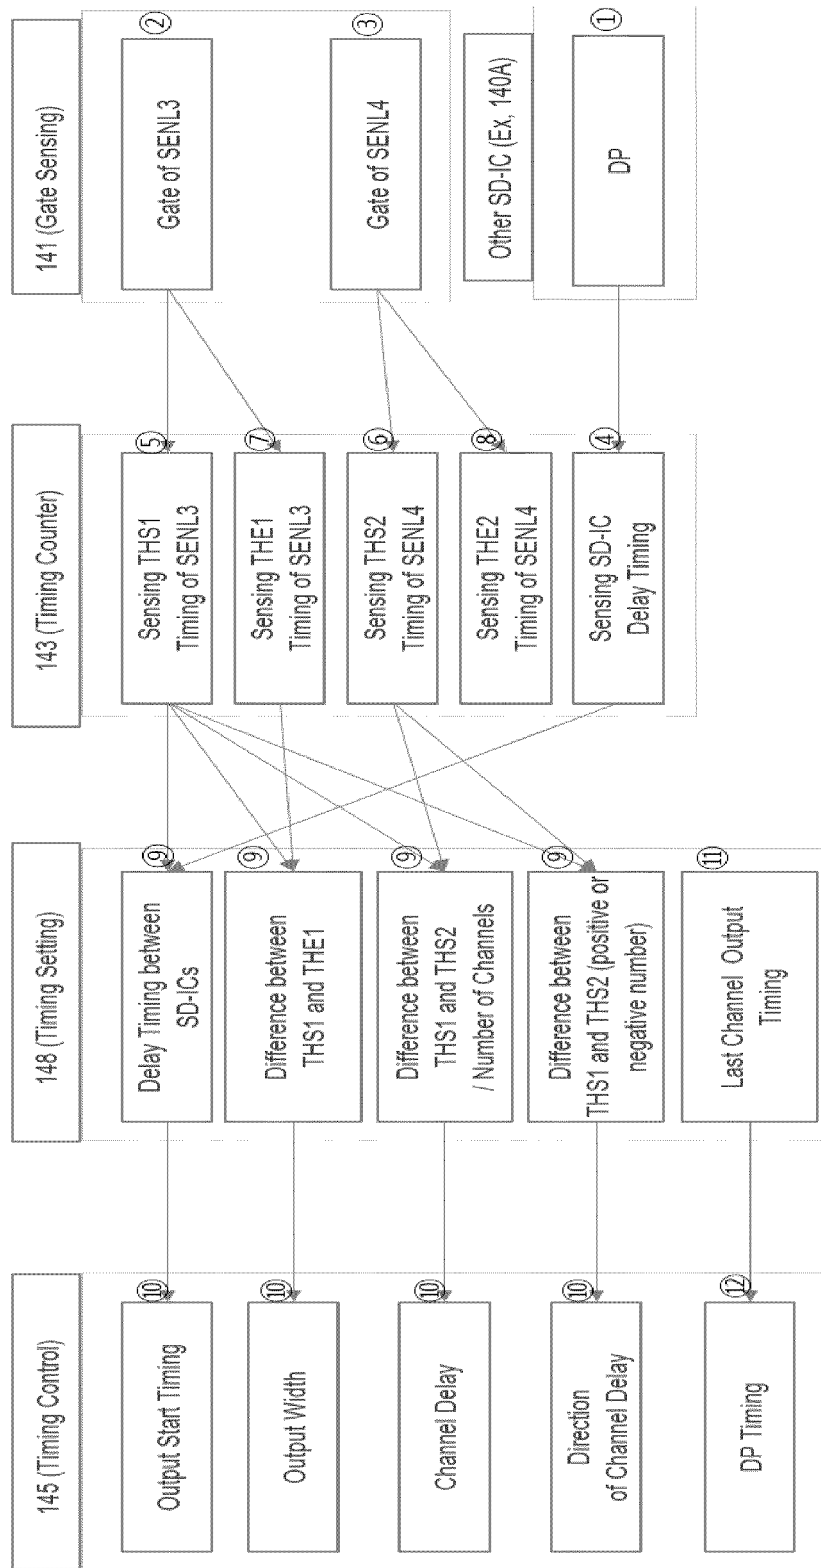 141 (Gate Sensing)
②
Gate of SENL3
③
Gate of SENL4
Other SD-IC (Ex, 140A)
①
DP
143 (Timing Counter)
⑤
Sensing THS1
Timing of SENL3
⑦
Sensing THE1
Timing of SENL3
⑥
Sensing THS2
Timing of SENL4
⑧
Sensing THE2
Timing of SENL4
④
Sensing SD-IC
Delay Timing
148 (Timing Setting)
⑨
Delay Timing between
SD-ICs
⑨
Difference between
THS1 and THE1
⑨
Difference between
THS1 and THS2
/ Number of Channels
⑨
Difference between
THS1 and THS2 (positive or
negative number)
⑪
Last Channel Output
Timing
145 (Timing Control)
⑩
Output Start Timing
⑩
Output Width
⑩
Channel Delay
⑩
Direction
of Channel Delay
⑫
DP Timing